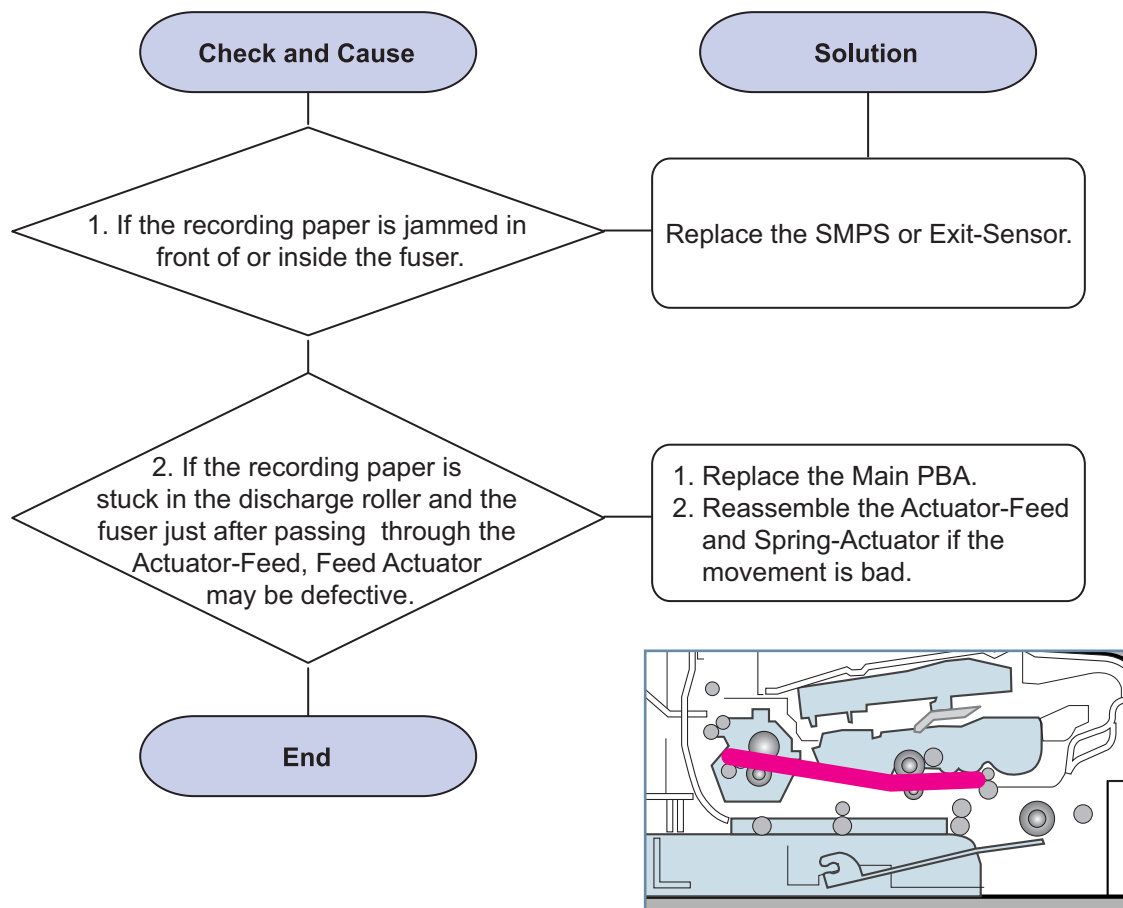 Check and Cause
Solution
1. If the recording paper is jammed in
front of or inside the fuser.
Replace the SMPS or Exit-Sensor.
2. If the recording paper is
stuck in the discharge roller and the
fuser just after passing through the
Actuator-Feed, Feed Actuator
may be defective.
1. Replace the Main PBA.
2. Reassemble the Actuator-Feed
and Spring-Actuator if the
movement is bad.
End